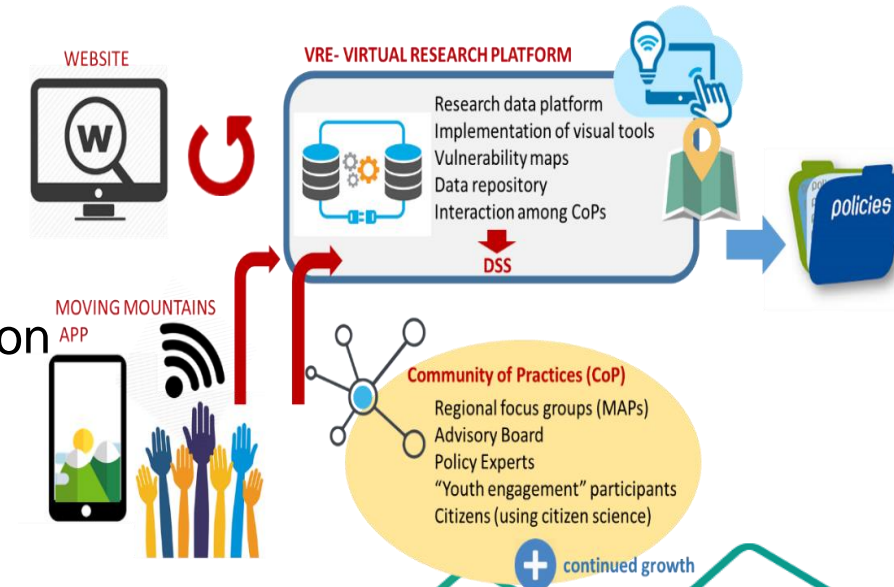 WEBSITE
W
VRE- VIRTUAL RESEARCH PLATFORM
Research data platform
Implementation of visual tools
Vulnerability maps
Data repository
Interaction among CoPs
DSS
policies
on
MOVING MOUNTAINS
APP
Community of Practices (CoP)
Regional focus groups (MAPs)
Advisory Board
Policy Experts
“Youth engagement” participants
Citizens (using citizen science)
continued growth